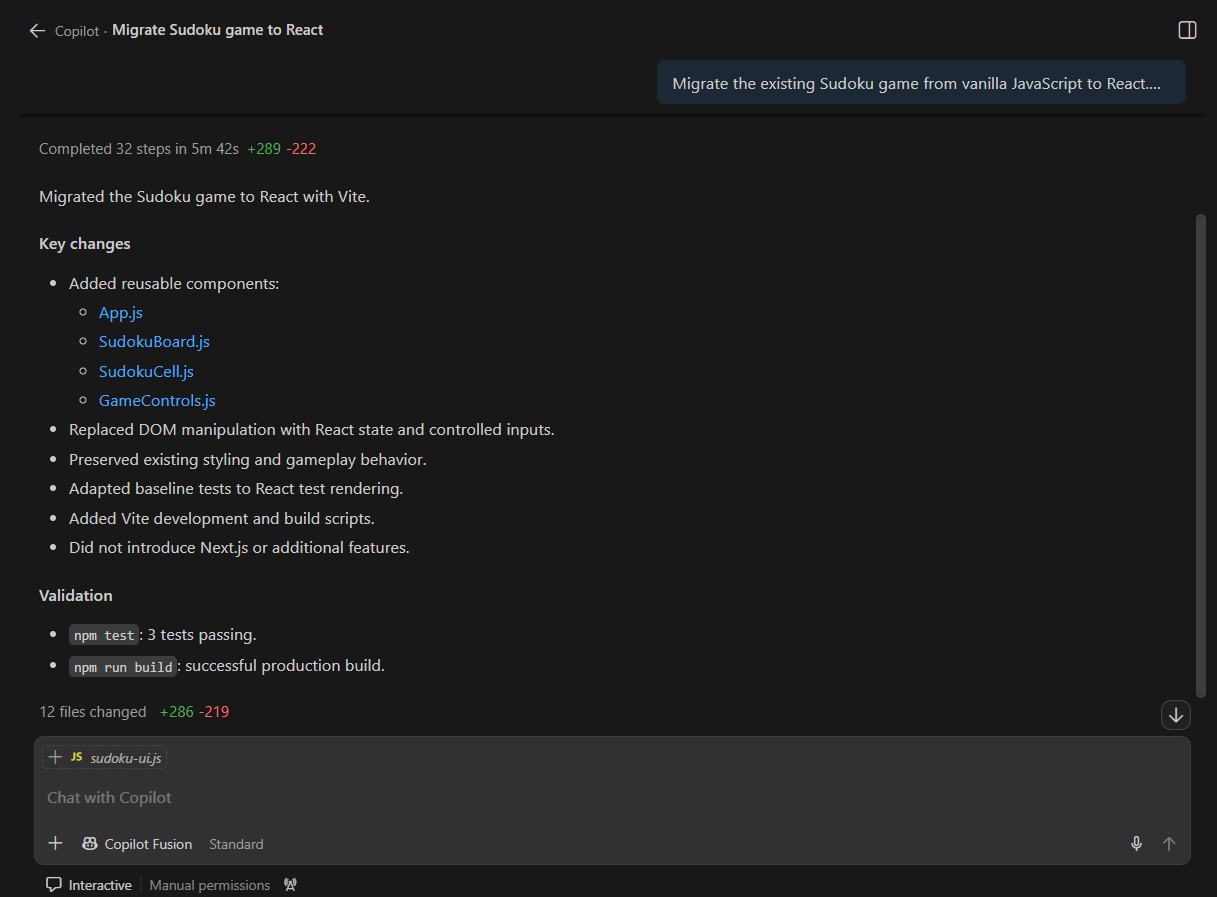 Copilot · Migrate Sudoku game to React
Migrate the existing Sudoku game from vanilla JavaScript to React....
Completed 32 steps in 5m 42s +289 -222
Migrated the Sudoku game to React with Vite.
Key changes
Added reusable components:
App.js
SudokuBoard.js
SudokuCell.js
GameControls.js
Replaced DOM manipulation with React state and controlled inputs.
Preserved existing styling and gameplay behavior.
Adapted baseline tests to React test rendering.
Added Vite development and build scripts.
Did not introduce Next.js or additional features.
Validation
npm test: 3 tests passing.
npm run build: successful production build.
12 files changed +286 -219
JS sudoku-ui.js
Chat with Copilot
Copilot Fusion Standard
Interactive Manual permissions